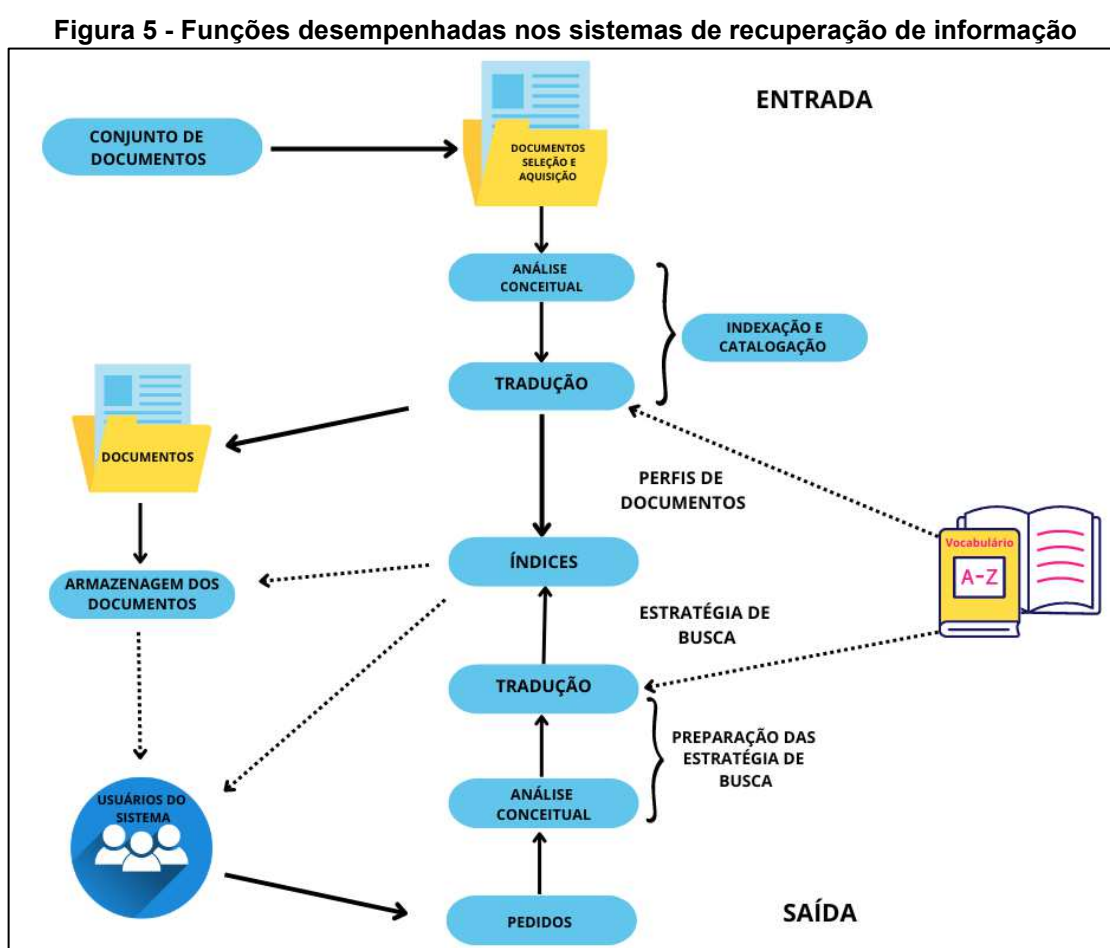 Figura 5 - Funções desempenhadas nos sistemas de recuperação de informação
ENTRADA
CONJUNTO DE
DOCUMENTOS
DOCUMENTOS
SELEÇÃO E
AQUISIÇÃO
ANÁLISE
CONCEITUAL
INDEXAÇÃO E
CATALOGAÇÃO
TRADUÇÃO
DOCUMENTOS
PERFIS DE
DOCUMENTOS
Vocabulário
A-Z
ÍNDICES
ARMAZENAGEM DOS
DOCUMENTOS
ESTRATÉGIA DE
BUSCA
TRADUÇÃO
PREPARAÇÃO DAS
ESTRATÉGIA DE
BUSCA
USUÁRIOS DO
SISTEMA
ANÁLISE
CONCEITUAL
PEDIDOS
SAÍDA